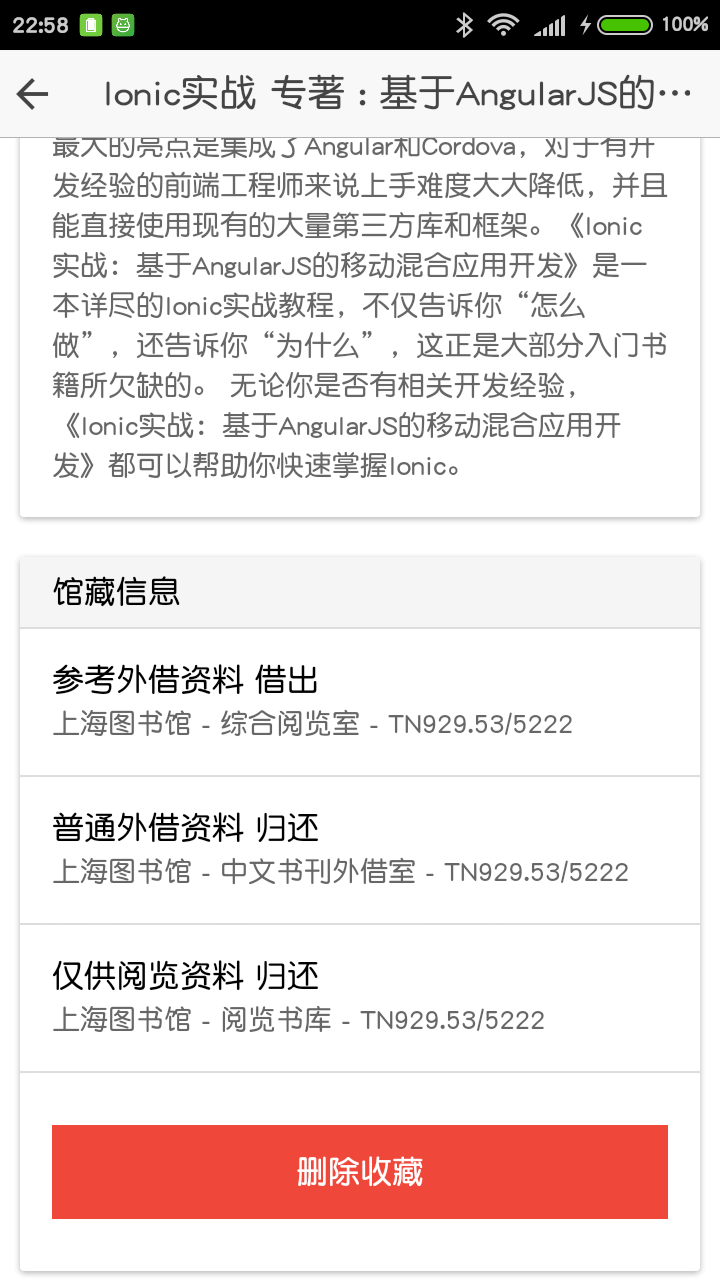 22:58 100%
Ionic实战 专著 : 基于AngularJS的…
最大的亮点是集成了Angular和Cordova，对于有开
发经验的前端工程师来说上手难度大大降低，并且
能直接使用现有的大量第三方库和框架。《Ionic
实战：基于AngularJS的移动混合应用开发》是一
本详尽的Ionic实战教程，不仅告诉你“怎么
做”，还告诉你“为什么”，这正是大部分入门书
籍所欠缺的。 无论你是否有相关开发经验，
《Ionic实战：基于AngularJS的移动混合应用开
发》都可以帮助你快速掌握Ionic。
馆藏信息
参考外借资料 借出
上海图书馆 - 综合阅览室 - TN929.53/5222
普通外借资料 归还
上海图书馆 - 中文书刊外借室 - TN929.53/5222
仅供阅览资料 归还
上海图书馆 - 阅览书库 - TN929.53/5222
删除收藏